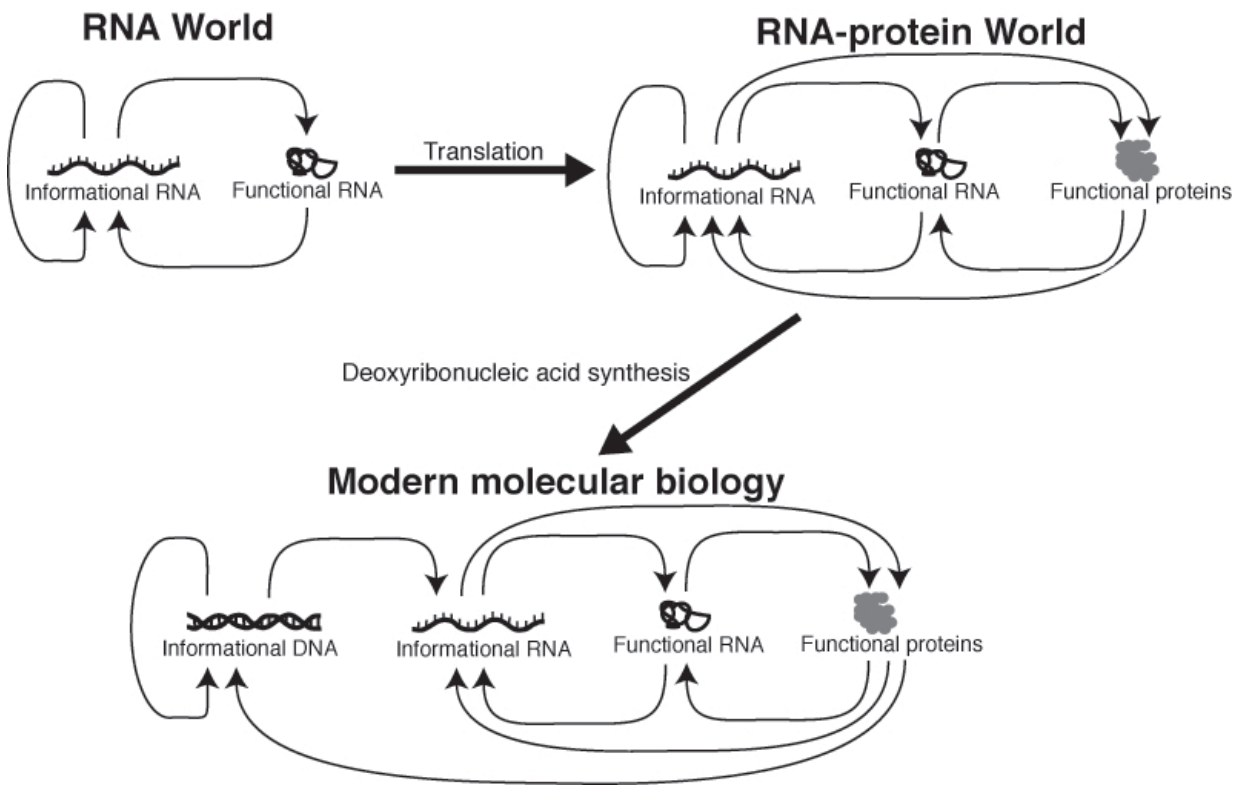 RNA World
RNA-protein World
Translation
Informational RNA
Functional RNA
Informational RNA
Functional RNA
Functional proteins
Deoxyribonucleic acid synthesis
Modern molecular biology
Informational DNA
Informational RNA
Functional RNA
Functional proteins